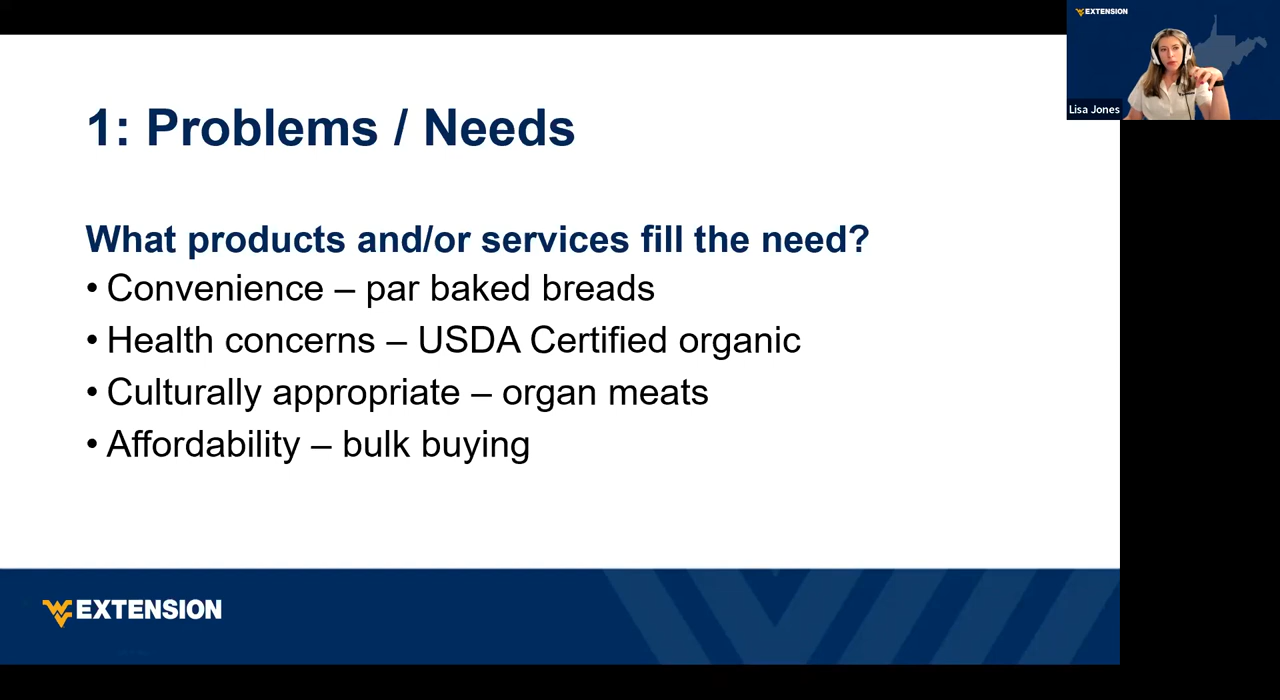 EXTENSION
Lisa Jones
1: Problems / Needs
What products and/or services fill the need?
• Convenience – par baked breads
• Health concerns – USDA Certified organic
• Culturally appropriate – organ meats
• Affordability – bulk buying
EXTENSION